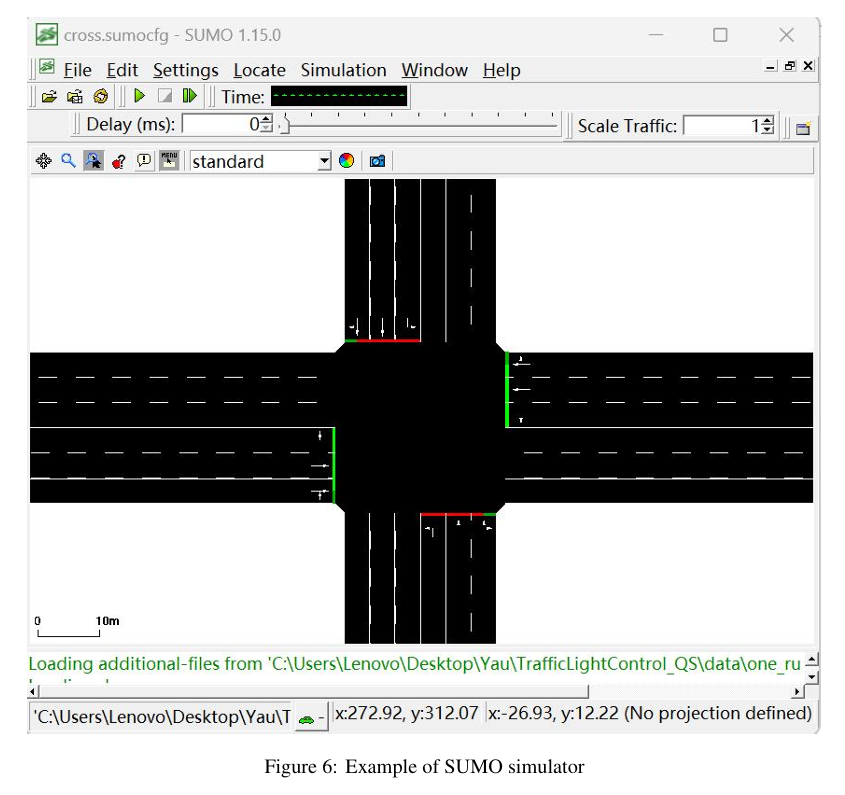 cross.sumocfg - SUMO 1.15.0
File Edit Settings Locate Simulation Window Help
Time:
Delay (ms): 0 Scale Traffic: 1
MENU standard
0 10m
Loading additional-files from 'C:\Users\Lenovo\Desktop\Yau\TrafficLightControl_QS\data\one_ru
'C:\Users\Lenovo\Desktop\Yau\T - x:272.92, y:312.07 x:-26.93, y:12.22 (No projection defined)
Figure 6: Example of SUMO simulator